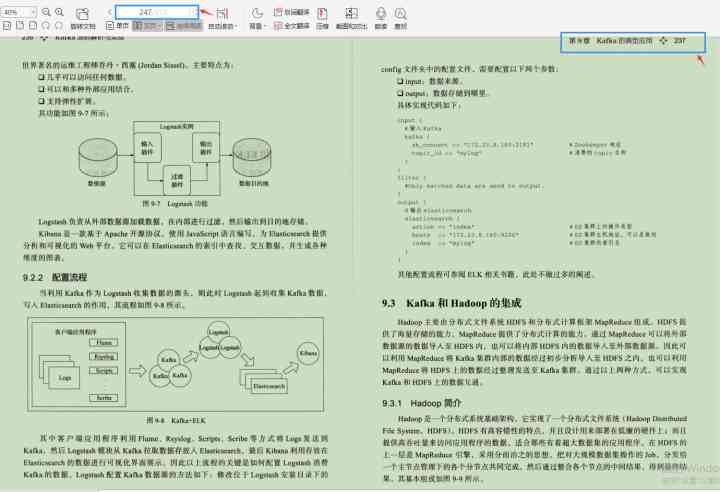 40%
旋转文档
247
单页
双页
连续阅读
自动滚动
背景
划词翻译
全文翻译
压缩
截图和对比
朗读
查找
236 Kafka 源码解析与实战
世界著名的运维工程师乔丹·西塞 (Jordan Sissel)。主要特点为：
几乎可以访问任何数据。
可以和多种外部应用结合。
支持弹性扩展。
其功能如图 9-7 所示：
Logstash实例
输入
插件
输出
插件
过滤
插件
数据源
数据目的地
图 9-7 Logstash 功能
Logstash 负责从外部数据源加载数据，在内部进行过滤，然后输出到目的地存储。
Kibana 是一款基于 Apache 开源协议，使用 JavaScript 语言编写，为 Elasticsearch 提供
分析和可视化的 Web 平台。它可以在 Elasticsearch 的索引中查找、交互数据，并生成各种
维度的图表。
9.2.2 配置流程
当利用 Kafka 作为 Logstash 收集数据的源头，则此时 Logstash 起到收集 Kafka 数据，
写入 Elasticsearch 的作用，其流程如图 9-8 所示。
客户端应用程序
Flume
Rsyslog
Scripts
Scribe
Logs
Kafka
Kafka
Kafka
Logstash
Logstash
Logstash
Elasticsearch
Kibana
图 9-8 Kafka+ELK
其中客户端应用程序利用 Flume、Rsyslog、Scripts、Scribe 等方式将 Logs 发送到
Kafka，然后 Logstash 模块从 Kafka 拉取数据存放入 Elasticsearch，最后 Kibana 利用存放在
Elasticsearch 的数据进行可视化界面展示。因此以上流程的关键是如何配置 Logstash 消费
Kafka 的数据。Logstash 配置 Kafka 数据源的方法如下：修改位于 Logstash 安装目录下的
第 9 章 Kafka 的典型应用 237
config 文件夹中的配置文件。需要配置以下两个参数：
input：数据来源。
output：数据存储到哪里。
具体实现代码如下：
input {
#输入Kafka
kafka {
zk_connect => "172.23.8.160:2181" # Zookeeper 地址
topic_id => "mylog"
}
}
filter {
#Only matched data are send to output.
}
output {
#输出elasticsearch
elasticsearch {
action => "index"
hosts => "172.23.8.160:9200"
index => "mylog"
}
}
其他配置流程可参阅 ELK 相关书籍，此处不做过多的阐述。
9.3 Kafka 和 Hadoop 的集成
Hadoop 主要由分布式文件系统 HDFS 和分布式计算框架 MapReduce 组成。HDFS 提
供了海量存储的能力，MapReduce 提供了分布式计算的能力。通过 MapReduce 可以将外部
数据源的数据导入至 HDFS 内，也可以将内部 HDFS 内的数据导入至外部数据源。因此可
以利用 MapReduce 将 Kafka 集群内部的数据经过初步分析导入至 HDFS 之内，也可以利用
MapReduce 将 HDFS 上的数据经过整理发送至 Kafka 集群。通过以上两种方式，可以实现
Kafka 和 HDFS 上的数据互通。
9.3.1 Hadoop 简介
Hadoop 是一个分布式系统基础架构，它实现了一个分布式文件系统（Hadoop Distributed
File System，HDFS）。HDFS 有高容错性的特点，并且设计用来部署在低廉的硬件上；而且
提供高吞吐量来访问应用程序的数据，适合那些有着超大数据集的应用程序。在 HDFS 的
上一层是 MapReduce 引擎，采用分而治之的思想，把对大规模数据集操作的 Job，分发给
一个主节点管理下的各个分节点共同完成，然后通过整合各个节点的中间结果，得到最终结
果。其基本组成如图 9-9 所示。